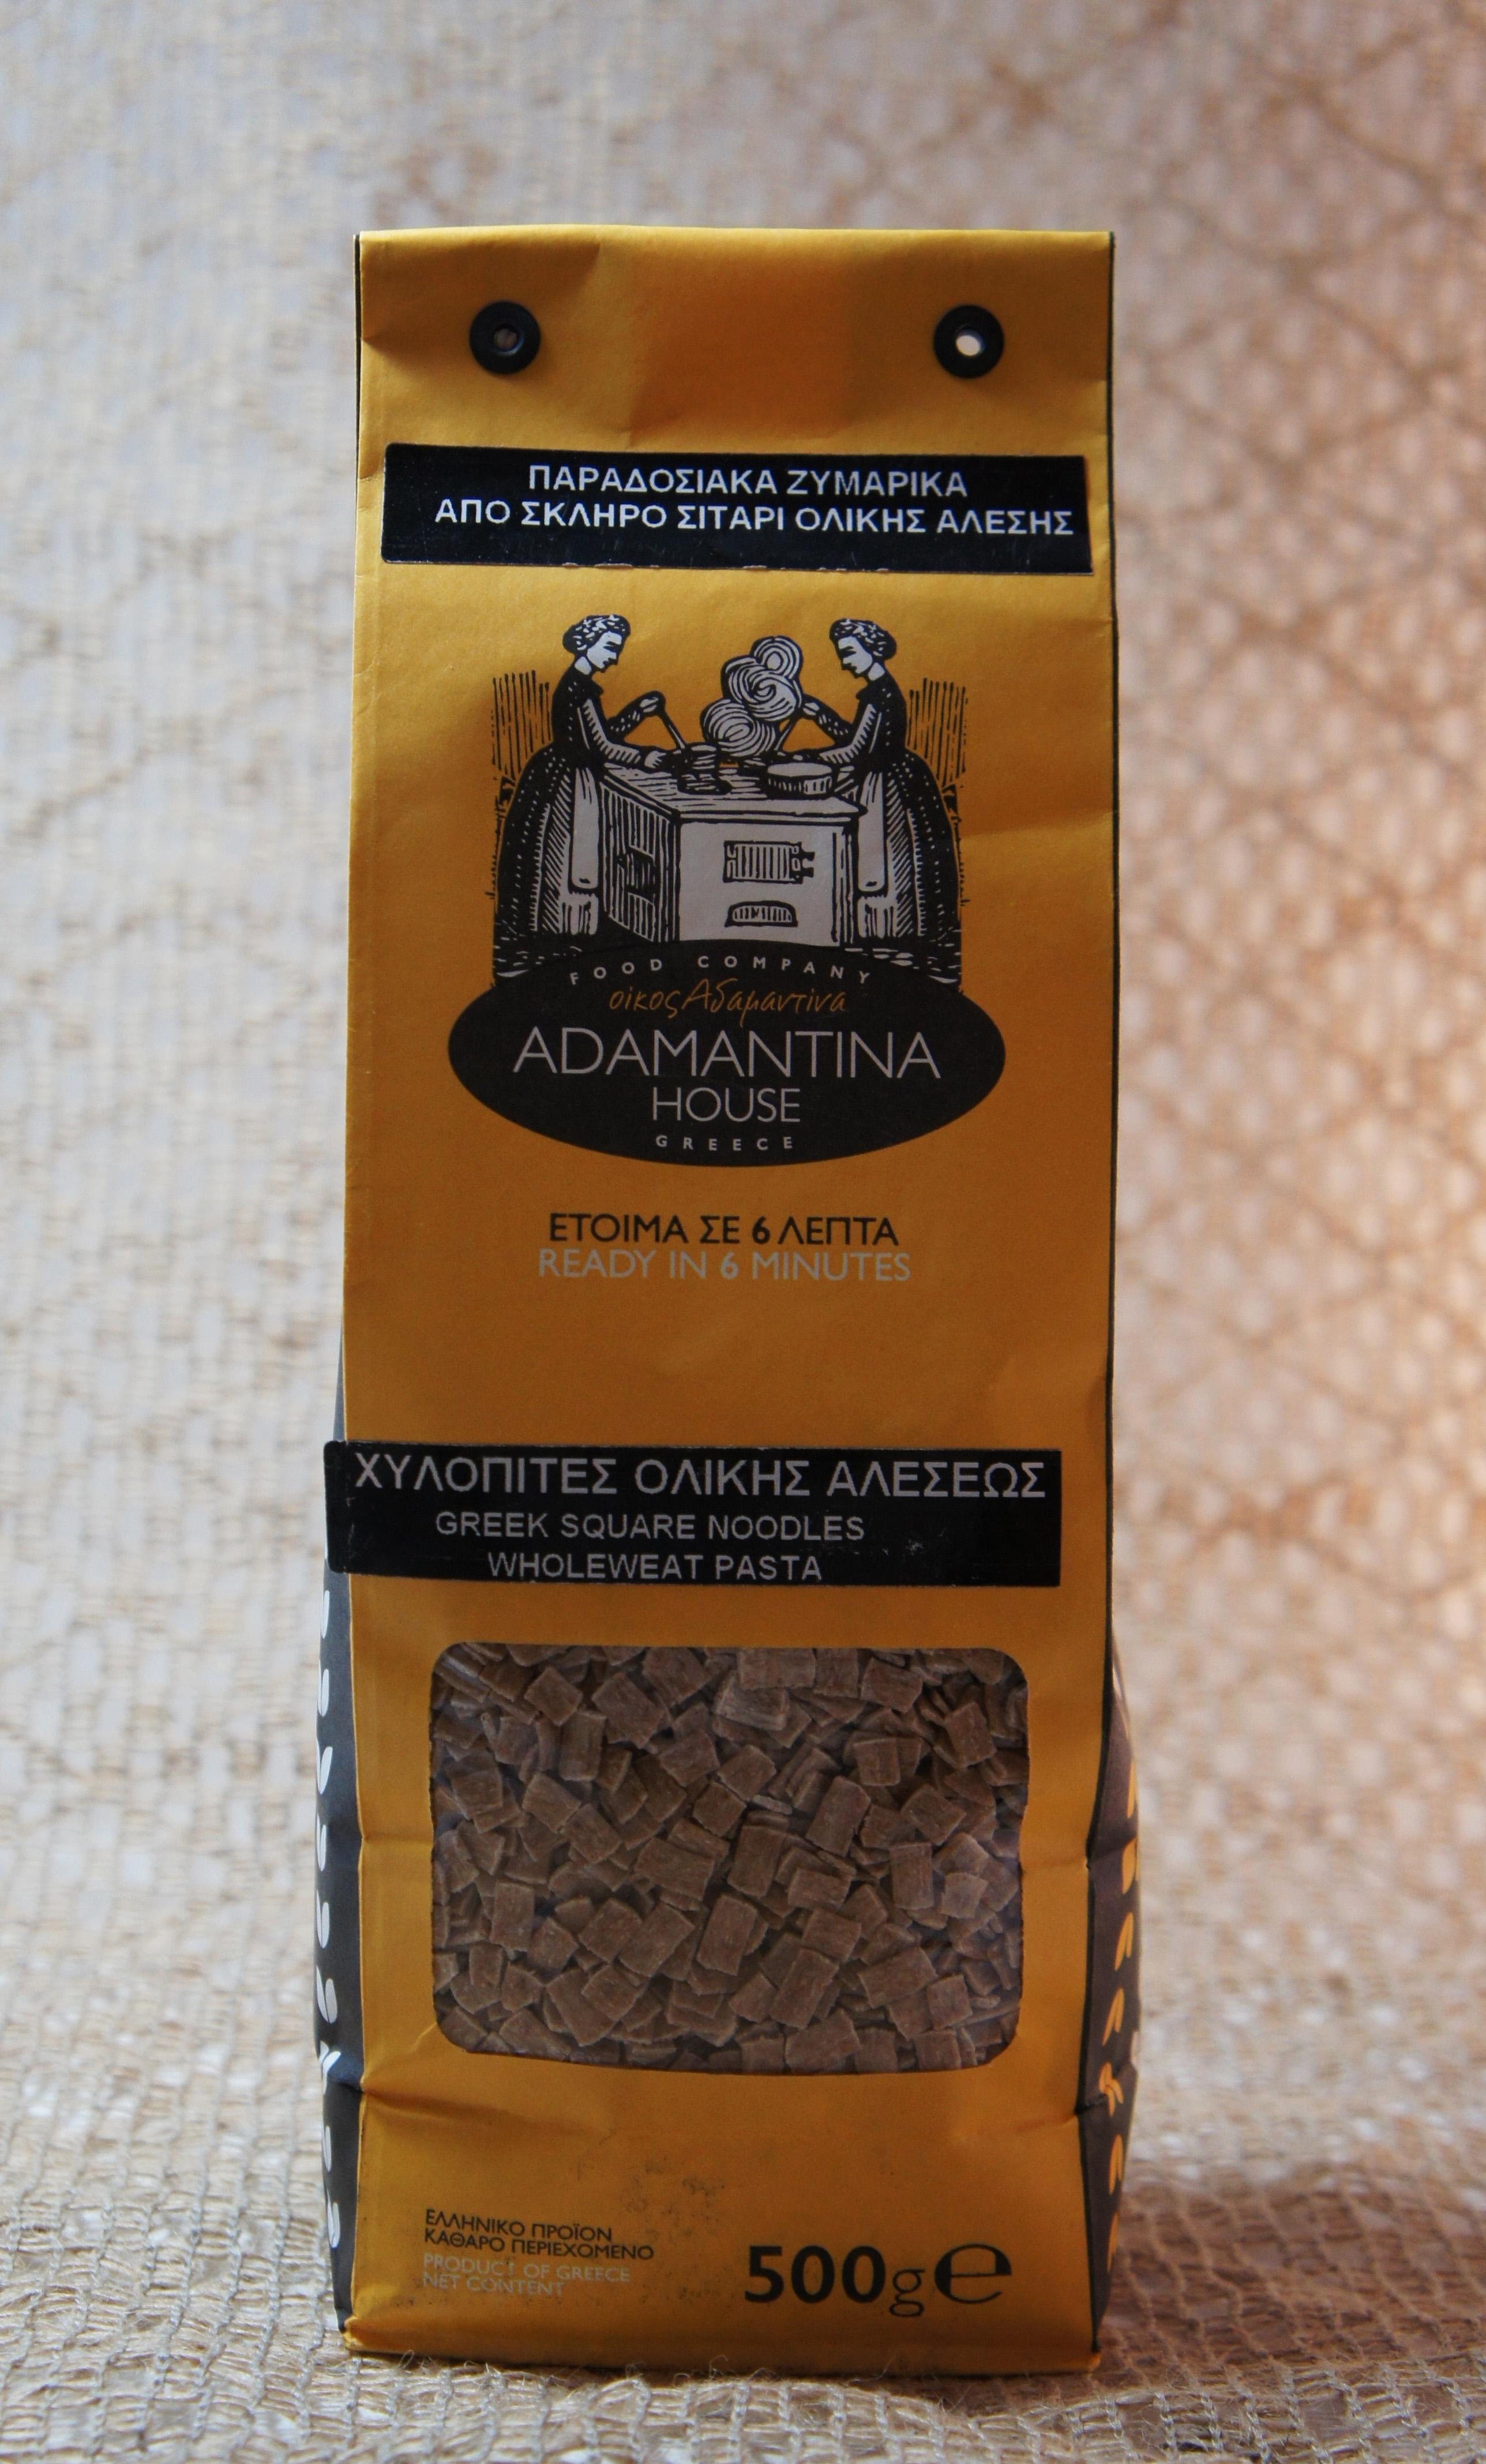 ΠΑΡΑΔΟΣΙΑΚΑ ΖΥΜΑΡΙΚΑ
ΑΠΟ ΣΚΛΗΡΟ ΣΙΤΑΡΙ ΟΛΙΚΗΣ ΑΛΕΣΗΣ
FOOD COMPANY
οίκος Αδαμαντίνα
ADAMANTINA
HOUSE
GREECE
ΕΤΟΙΜΑ ΣΕ 6 ΛΕΠΤΑ
READY IN 6 MINUTES
ΧΥΛΟΠΙΤΕΣ ΟΛΙΚΗΣ ΑΛΕΣΕΩΣ
GREEK SQUARE NOODLES
WHOLEWEAT PASTA
ΕΛΛΗΝΙΚΟ ΠΡΟΪΟΝ
ΚΑΘΑΡΟ ΠΕΡΙΕΧΟΜΕΝΟ
PRODUCT OF GREECE
NET CONTENT
500g e